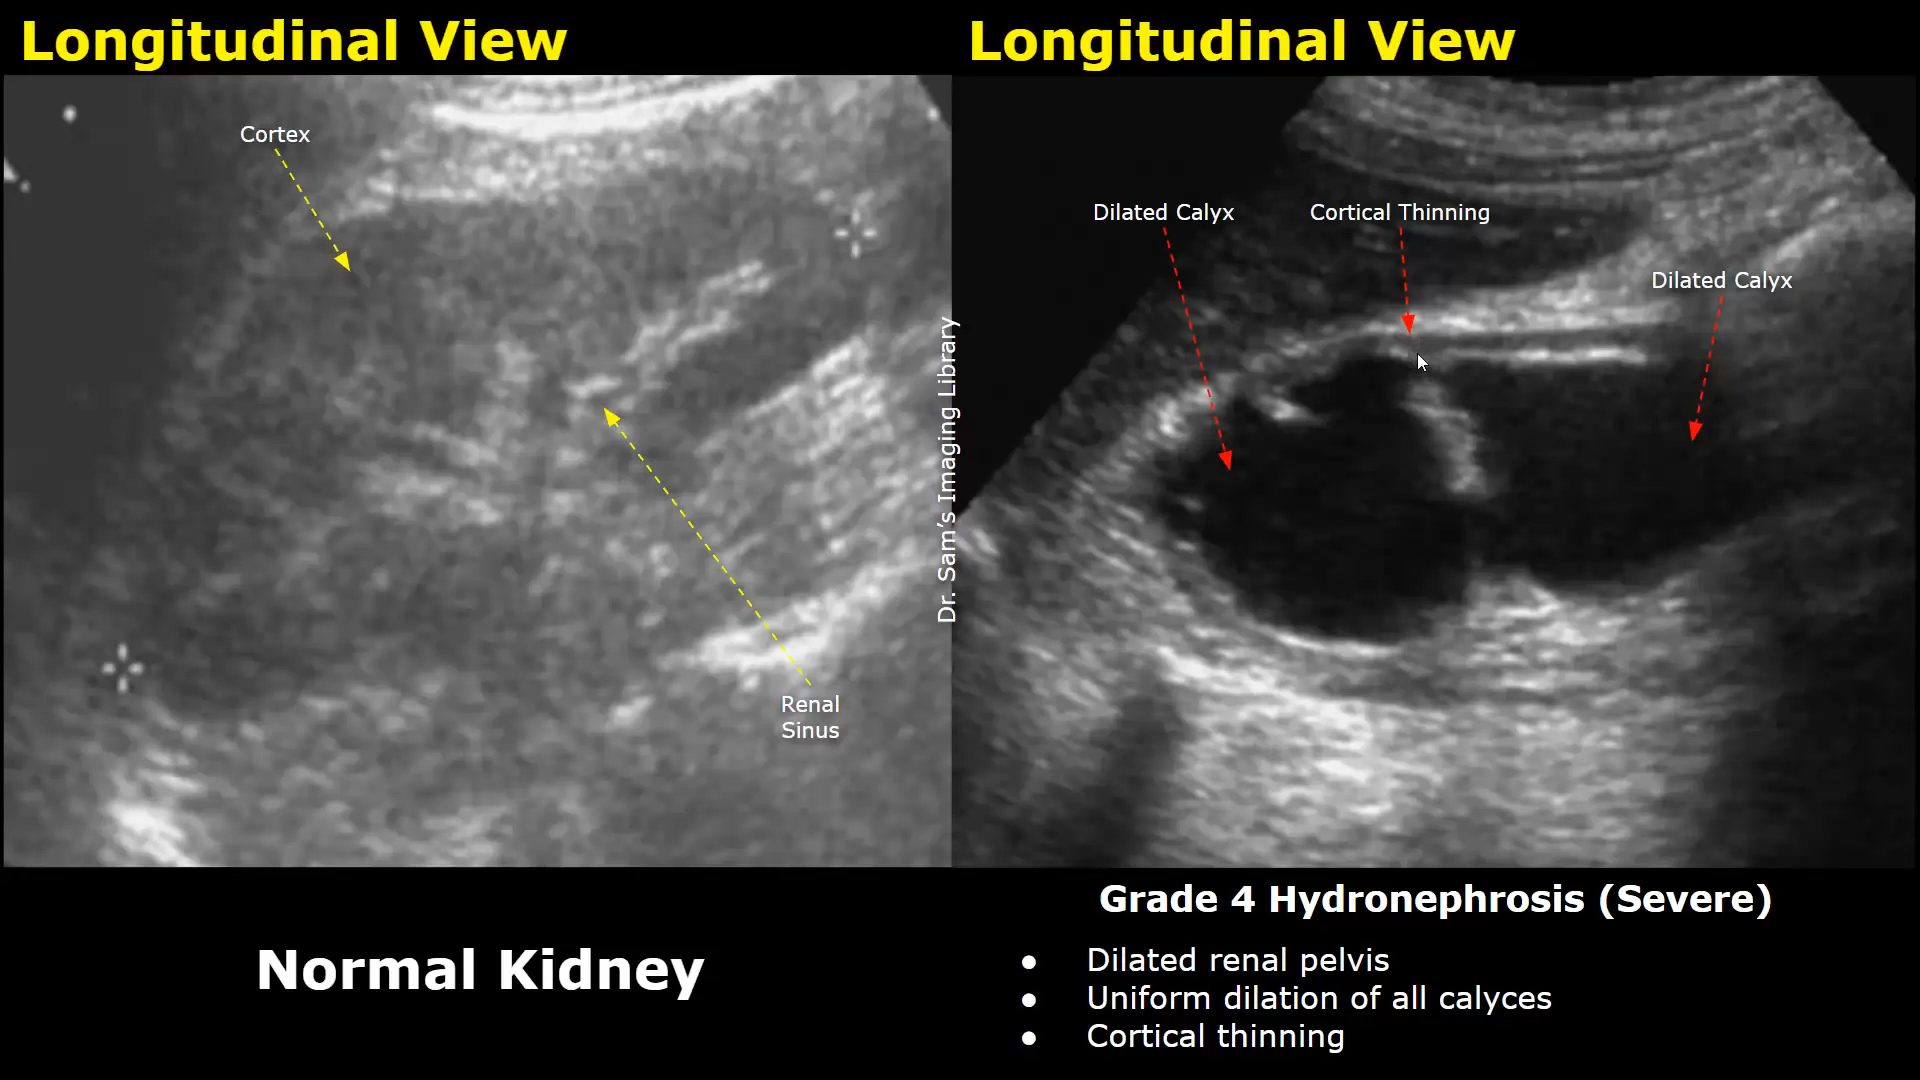 Longitudinal View
Longitudinal View
Cortex
Renal
Sinus
Dr. Sam’s Imaging Library
Dilated Calyx
Cortical Thinning
Dilated Calyx
Normal Kidney
Grade 4 Hydronephrosis (Severe)
● Dilated renal pelvis
● Uniform dilation of all calyces
● Cortical thinning